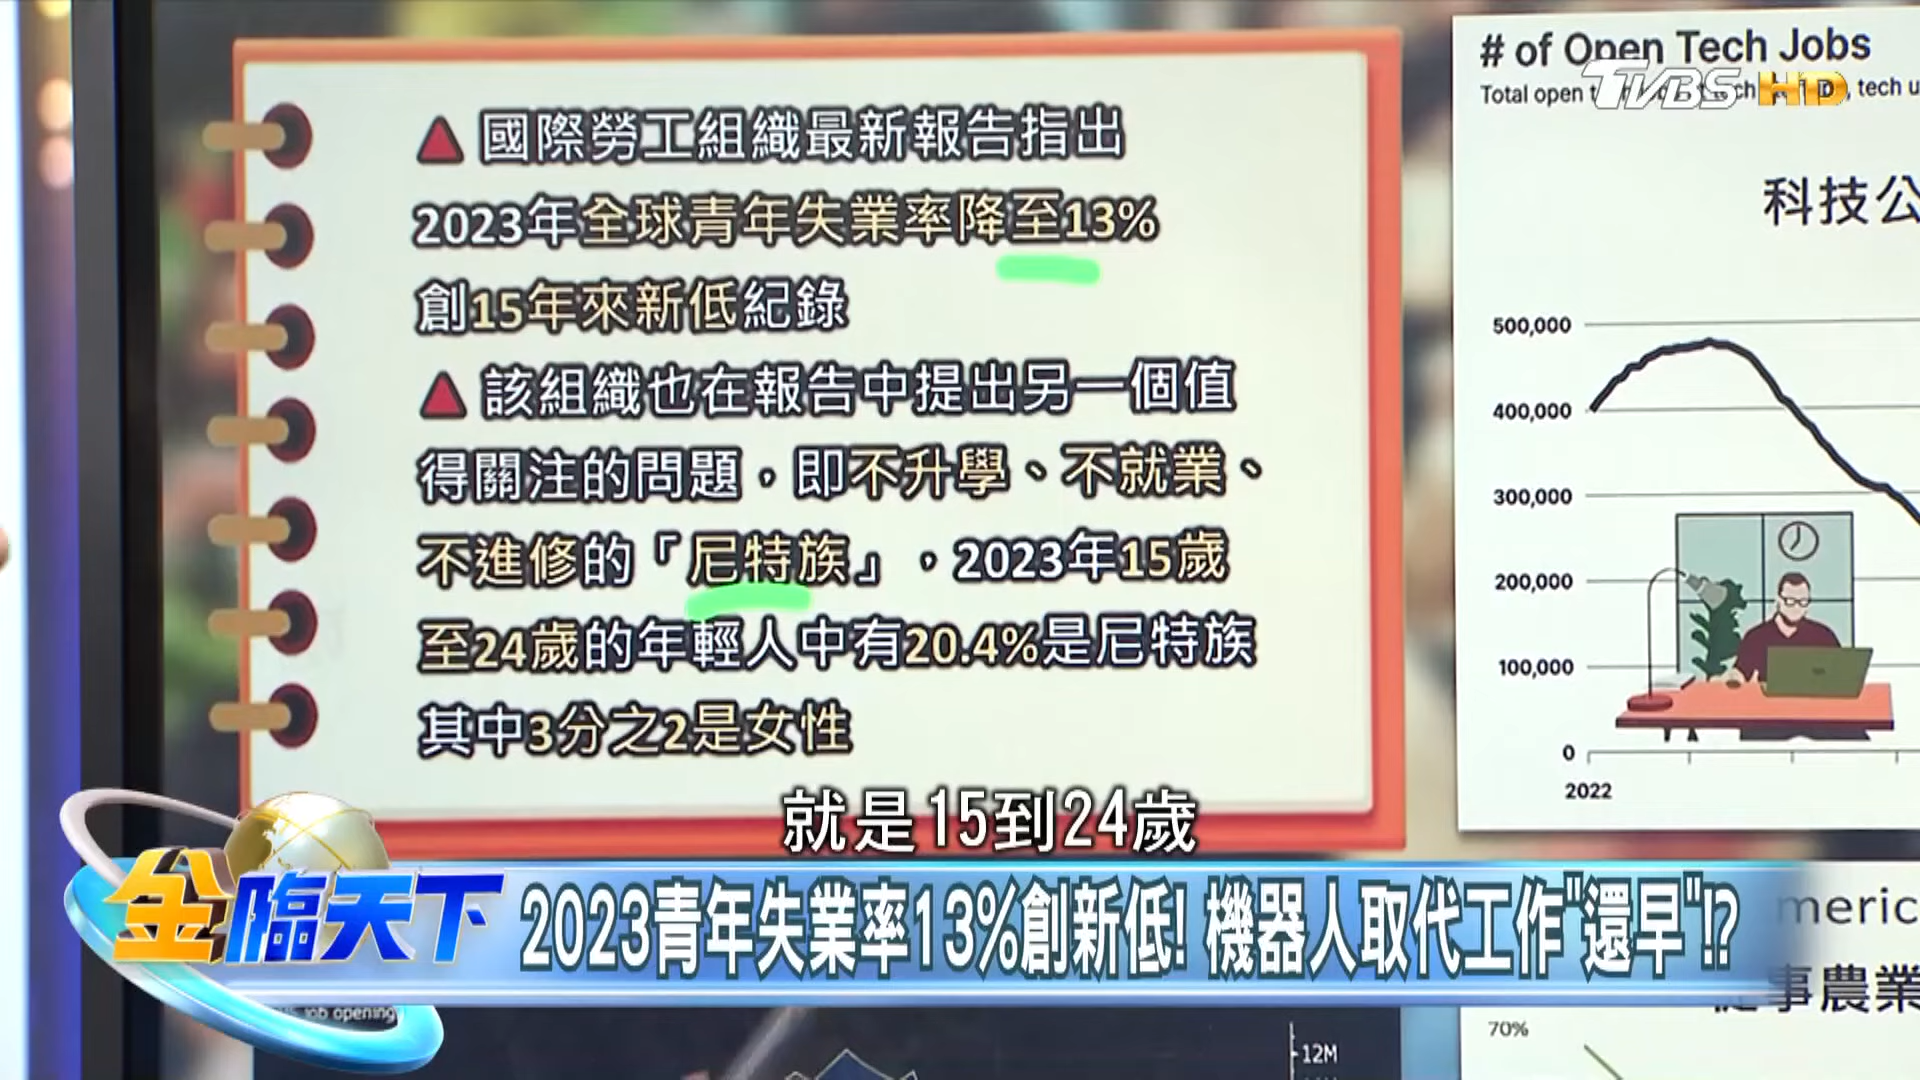 ▲ 國際勞工組織最新報告指出
2023年全球青年失業率降至13%
創15年來新低紀錄
▲ 該組織也在報告中提出另一個值
得關注的問題，即不升學、不就業、
不進修的「尼特族」，2023年15歲
至24歲的年輕人中有20.4%是尼特族
其中3分之2是女性
# of Open Tech Jobs
Total open
, tech
TVBS HD
科技公
500,000
400,000
300,000
200,000
100,000
0
2022
就是15到24歲
金臨天下
2023青年失業率13%創新低! 機器人取代工作"還早"!?
meric
事農業
job opening
12M
70%